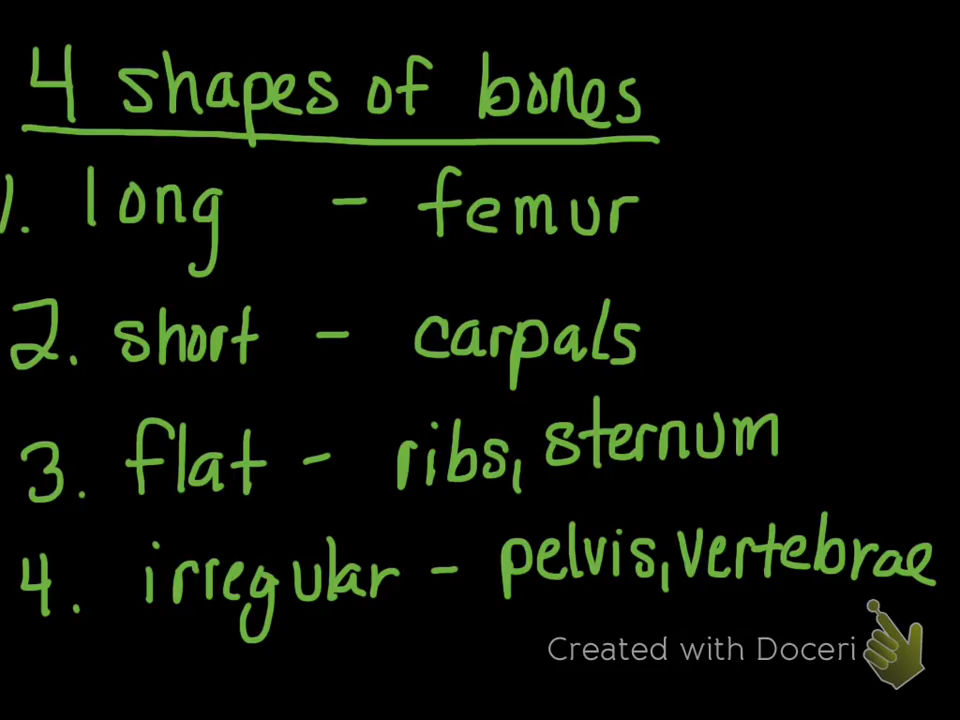 4 shapes of bones
1. long - femur
2. short - carpals
3. flat - ribs, sternum
4. irregular - pelvis, vertebrae
Created with Doceri